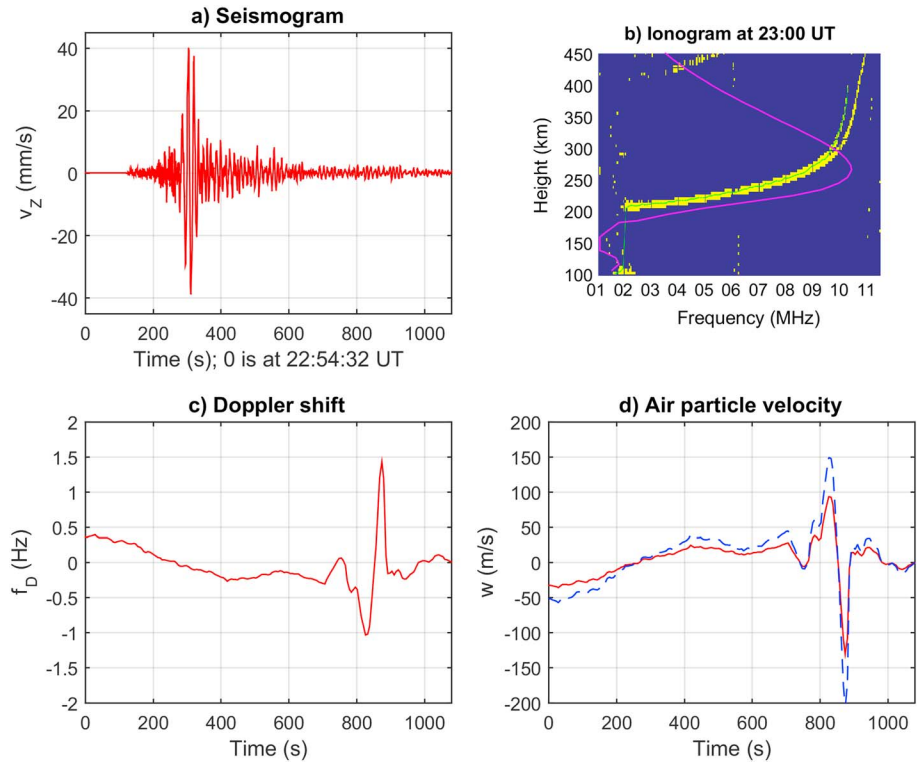 a) Seismogram
40
20
0
-20
-40
v_Z (mm/s)
0 200 400 600 800 1000
Time (s); 0 is at 22:54:32 UT
b) Ionogram at 23:00 UT
450
400
350
300
250
200
150
100
Height (km)
01 02 03 04 05 06 07 08 09 10 11
Frequency (MHz)
c) Doppler shift
2
1.5
1
0.5
0
-0.5
-1
-1.5
-2
f_D (Hz)
0 200 400 600 800 1000
Time (s)
d) Air particle velocity
200
150
100
50
0
-50
-100
-150
-200
w (m/s)
0 200 400 600 800 1000
Time (s)